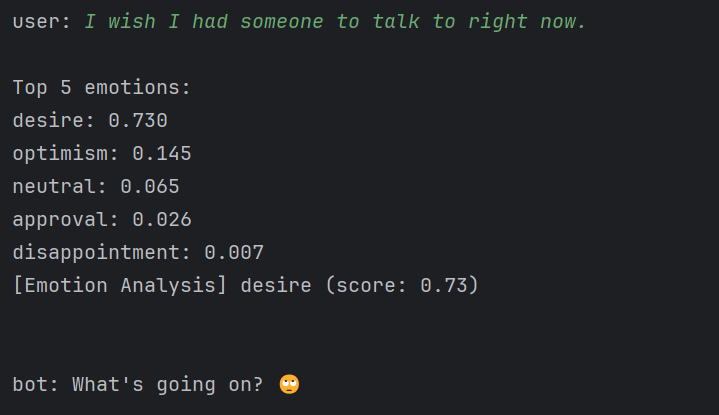 user: I wish I had someone to talk to right now.
Top 5 emotions:
desire: 0.730
optimism: 0.145
neutral: 0.065
approval: 0.026
disappointment: 0.007
[Emotion Analysis] desire (score: 0.73)
bot: What's going on? 🙄